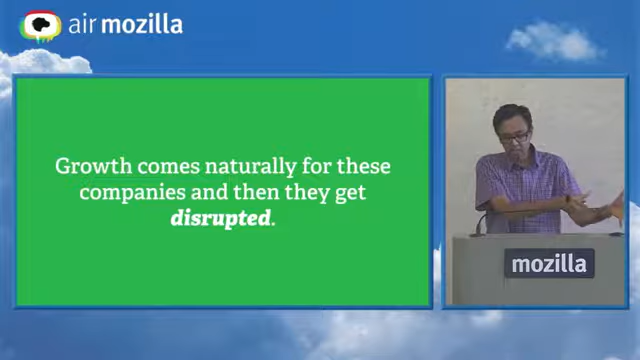 air mozilla
Growth comes naturally for these
companies and then they get
disrupted.
mozilla